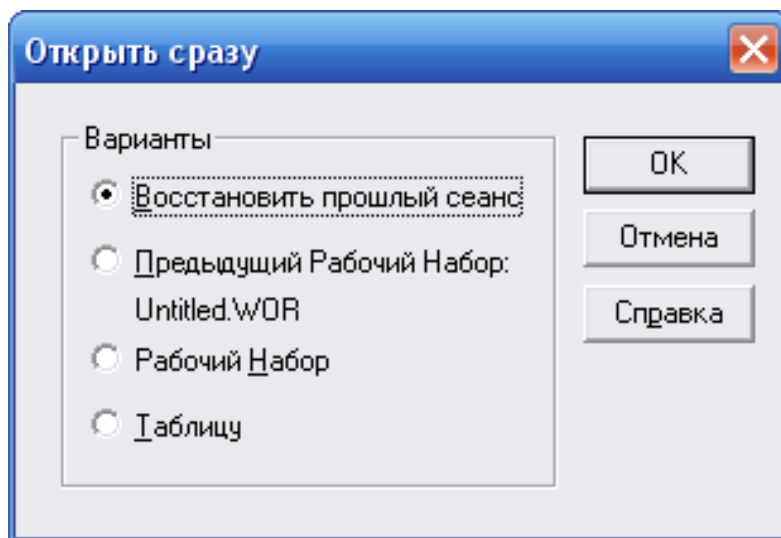 Открыть сразу
Варианты
Восстановить прошлый сеанс
Предыдущий Рабочий Набор:
Untitled.WOR
Рабочий Набор
Таблицу
OK
Отмена
Справка